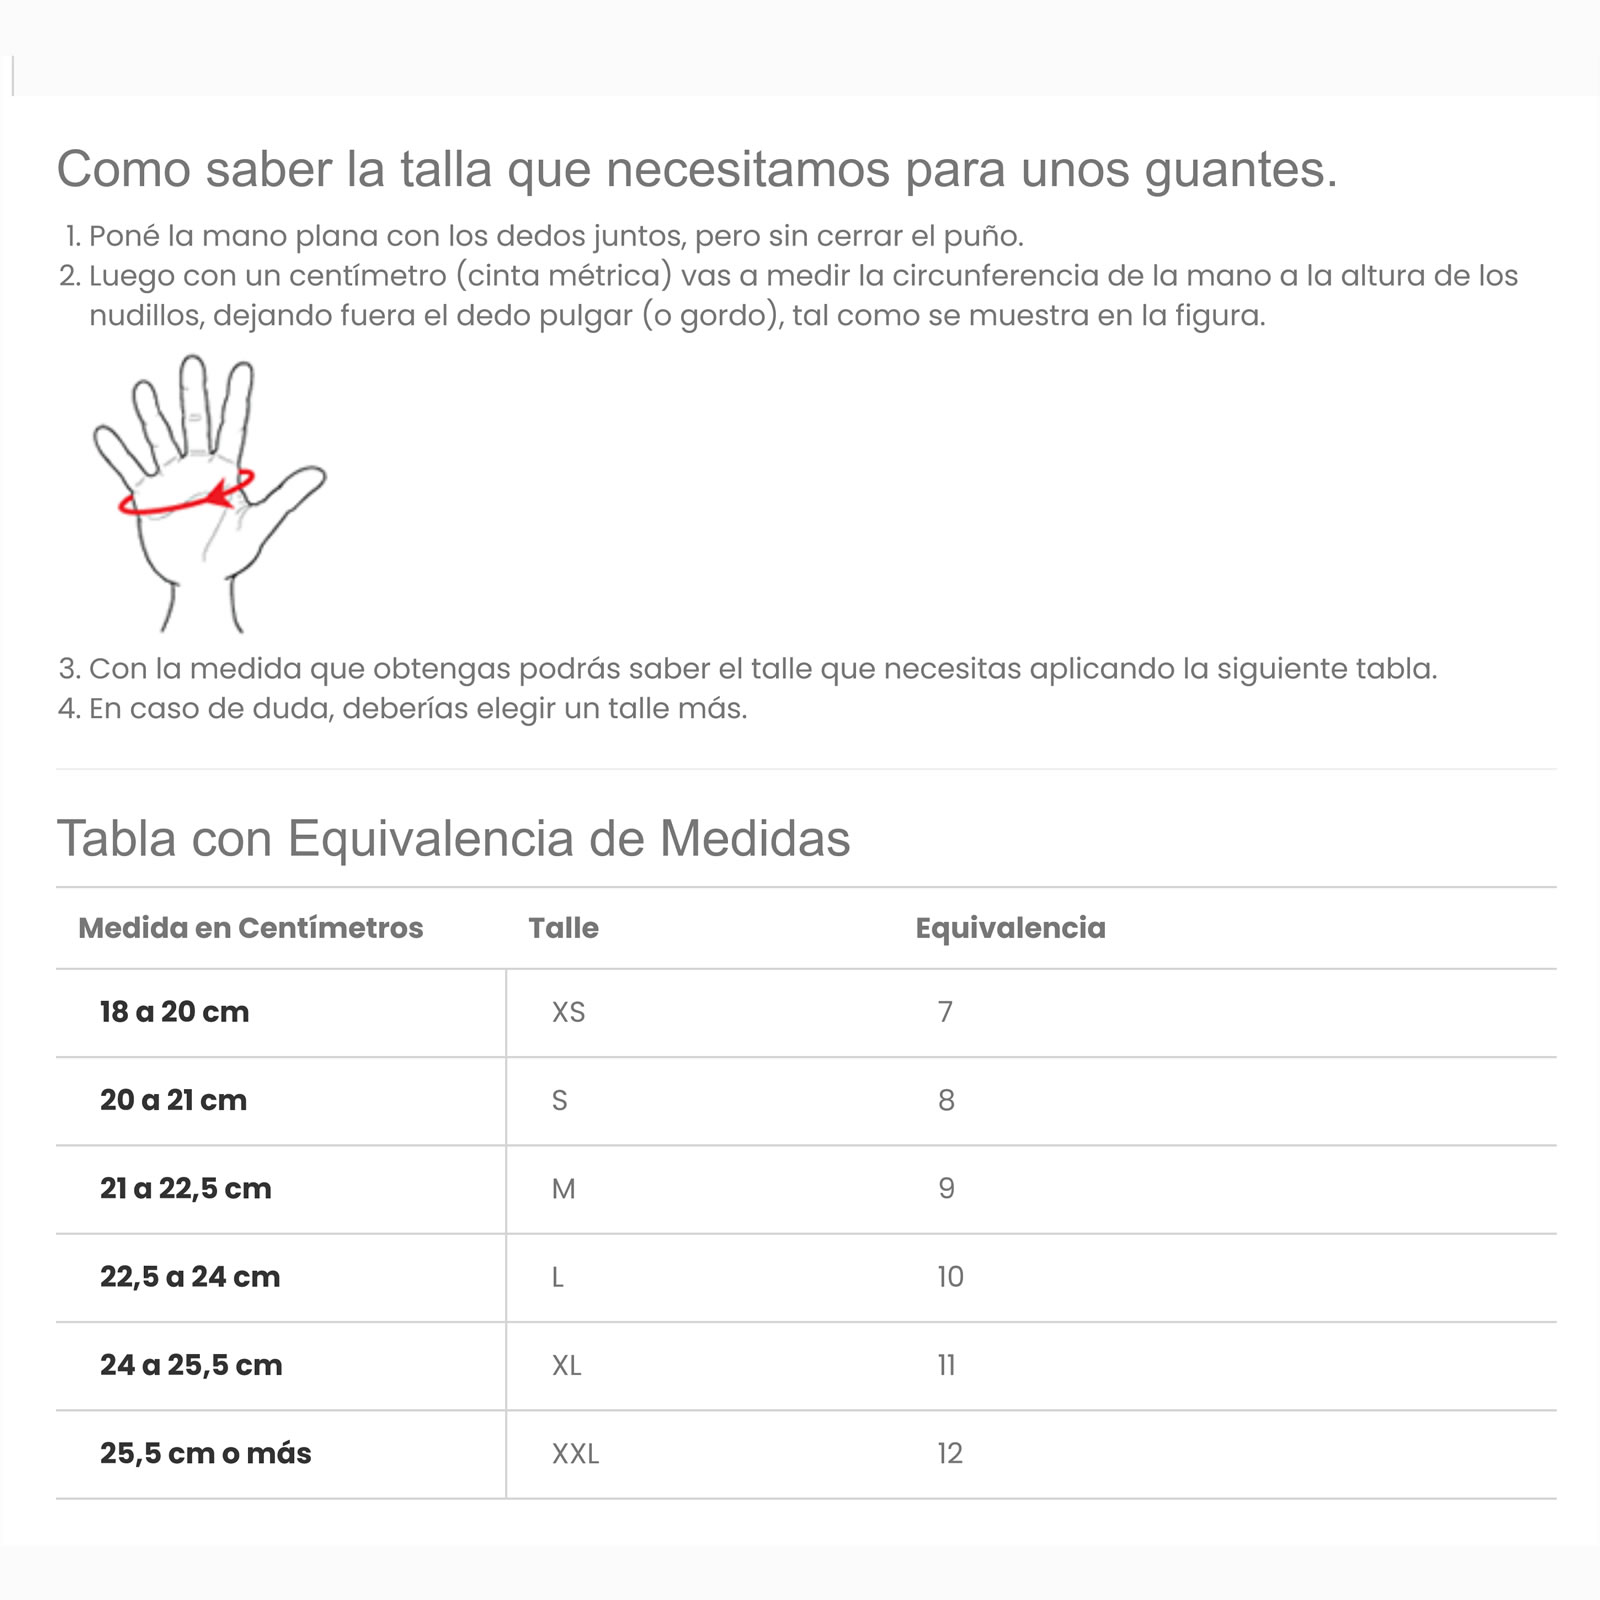 Como saber la talla que necesitamos para unos guantes.
1. Poné la mano plana con los dedos juntos, pero sin cerrar el puño.
2. Luego con un centímetro (cinta métrica) vas a medir la circunferencia de la mano a la altura de los
nudillos, dejando fuera el dedo pulgar (o gordo), tal como se muestra en la figura.
3. Con la medida que obtengas podrás saber el talle que necesitas aplicando la siguiente tabla.
4. En caso de duda, deberías elegir un talle más.
Tabla con Equivalencia de Medidas
Medida en Centímetros Talle Equivalencia
18 a 20 cm XS 7
20 a 21 cm S 8
21 a 22,5 cm M 9
22,5 a 24 cm L 10
24 a 25,5 cm XL 11
25,5 cm o más XXL 12